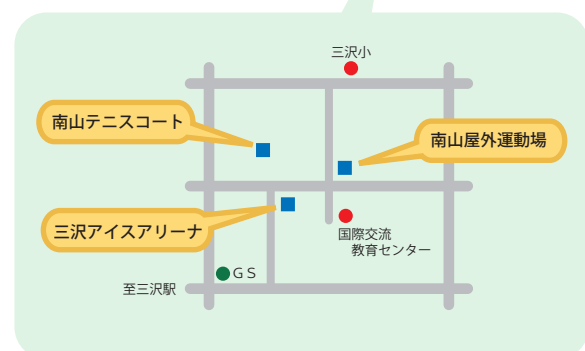 三沢小
南山テニスコート
南山屋外運動場
三沢アイスアリーナ
国際交流
教育センター
ＧＳ
至三沢駅